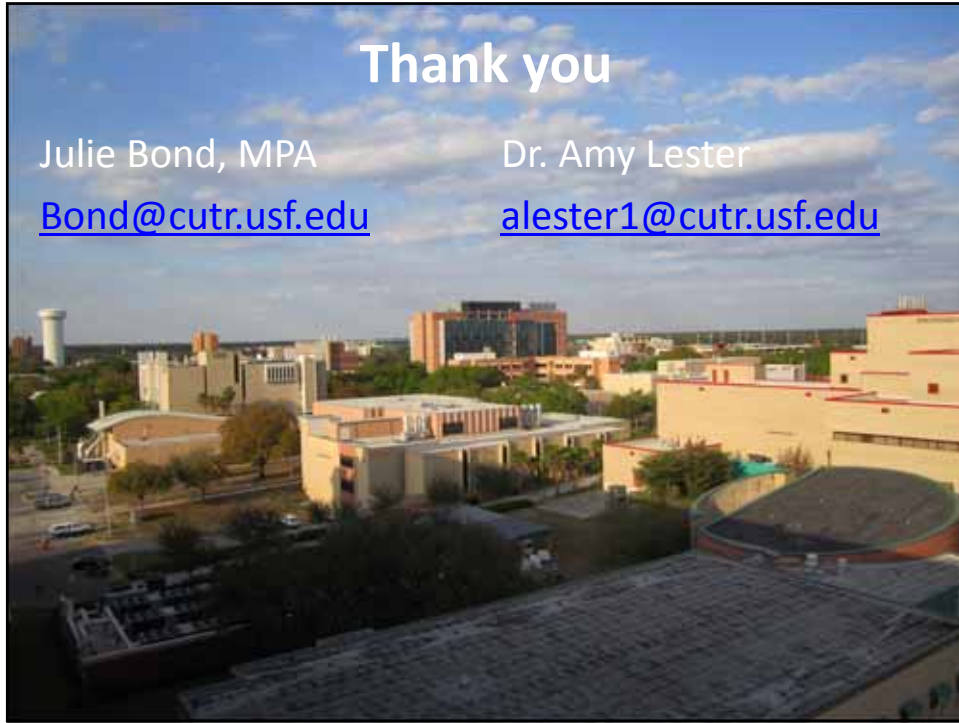 Thank you
Julie Bond, MPA
Bond@cutr.usf.edu
Dr. Amy Lester
alester1@cutr.usf.edu